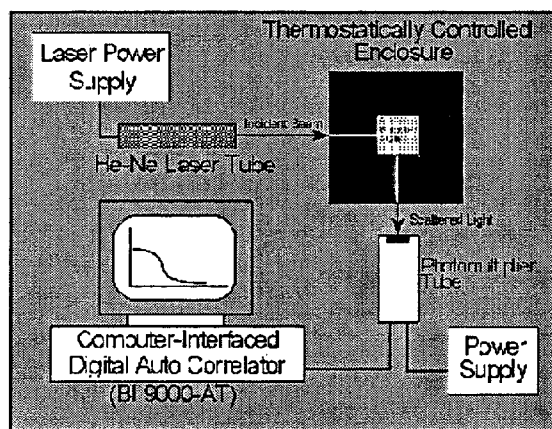 Thermostatically Controlled
Enclosure
Laser Power
Supply
Incident Beam
He-Ne Laser Tube
Scattered Light
Photomultiplier
Tube
Computer-Interfaced
Digital Auto Correlator
(BI 9000-AT)
Power
Supply